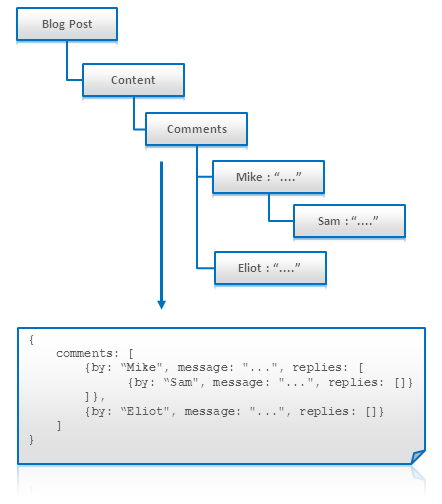 Blog Post
Content
Comments
Mike : “....”
Sam : “....”
Eliot : “....”
{
    comments: [
        {by: “Mike", message: "...", replies: [
              {by: “Sam", message: "...", replies: []}
        ]},
        {by: “Eliot", message: "...", replies: []}
    ]
}